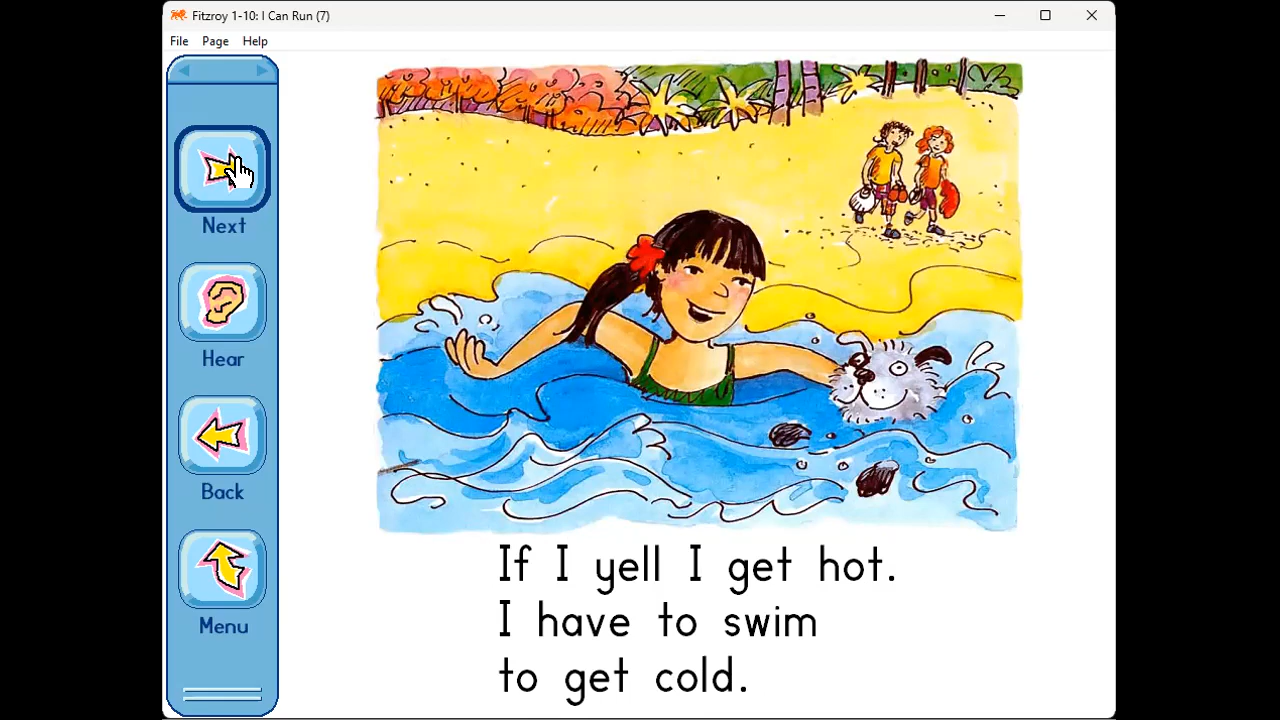 Fitzroy 1-10: I Can Run (7)
File Page Help
Next
Hear
Back
Menu
If I yell I get hot.
I have to swim
to get cold.